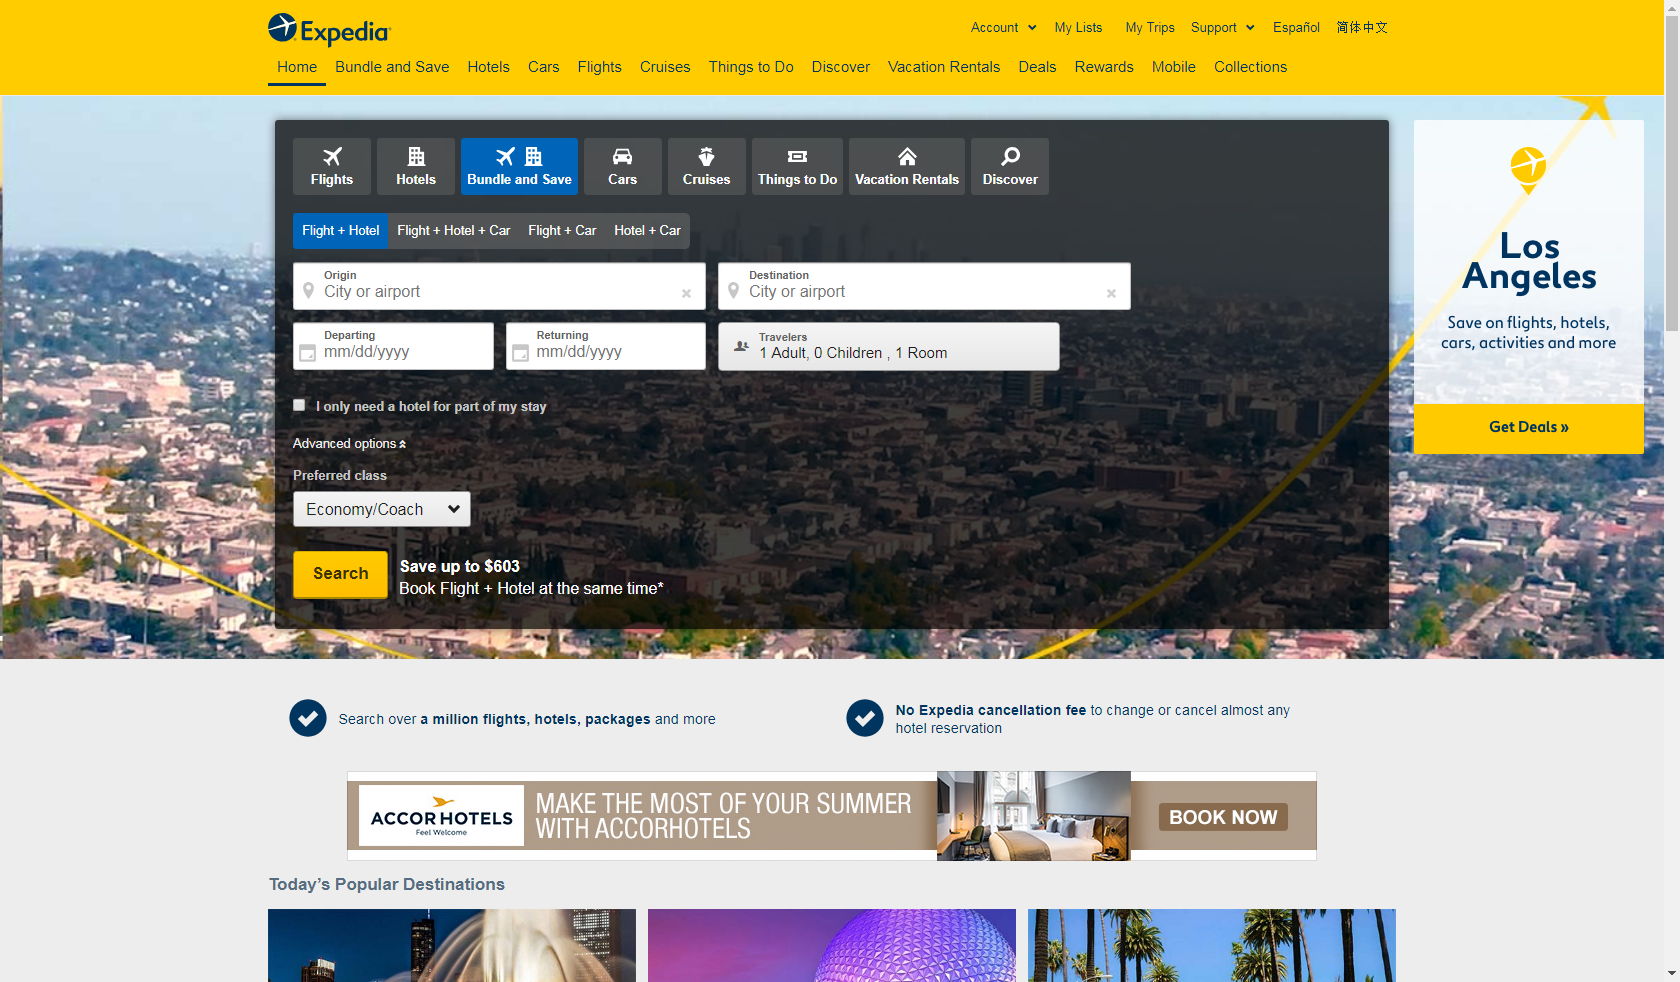 Expedia
Account
My Lists
My Trips
Support
Español
简体中文
Home
Bundle and Save
Hotels
Cars
Flights
Cruises
Things to Do
Discover
Vacation Rentals
Deals
Rewards
Mobile
Collections
Flights
Hotels
Bundle and Save
Cars
Cruises
Things to Do
Vacation Rentals
Discover
Flight + Hotel
Flight + Hotel + Car
Flight + Car
Hotel + Car
Origin
City or airport
Destination
City or airport
Departing
mm/dd/yyyy
Returning
mm/dd/yyyy
Travelers
1 Adult, 0 Children , 1 Room
I only need a hotel for part of my stay
Advanced options
Preferred class
Economy/Coach
Search
Save up to $603
Book Flight + Hotel at the same time*
Los
Angeles
Save on flights, hotels,
cars, activities and more
Get Deals »
Search over a million flights, hotels, packages and more
No Expedia cancellation fee to change or cancel almost any
hotel reservation
ACCORHOTELS
Feel Welcome
MAKE THE MOST OF YOUR SUMMER
WITH ACCORHOTELS
BOOK NOW
Today’s Popular Destinations